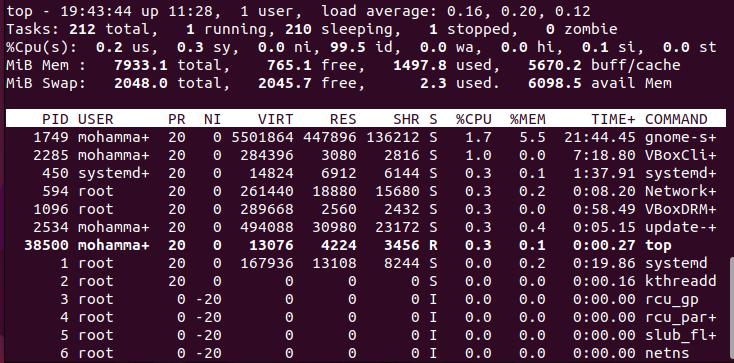 top - 19:43:44 up 11:28,  1 user,  load average: 0.16, 0.20, 0.12
Tasks: 212 total,   1 running, 210 sleeping,   1 stopped,   0 zombie
%Cpu(s):  0.2 us,  0.3 sy,  0.0 ni, 99.5 id,  0.0 wa,  0.0 hi,  0.1 si,  0.0 st
MiB Mem :   7933.1 total,    765.1 free,   1497.8 used,   5670.2 buff/cache
MiB Swap:   2048.0 total,   2045.7 free,      2.3 used.   6098.5 avail Mem
PID USER      PR  NI    VIRT    RES    SHR S  %CPU  %MEM     TIME+ COMMAND
1749 mohamma+  20   0 5501864 447896 136212 S   1.7   5.5  21:44.45 gnome-s+
2285 mohamma+  20   0  284396   3080   2816 S   1.0   0.0   7:18.80 VBoxCli+
450 systemd+  20   0   14824   6912   6144 S   0.3   0.1   1:37.91 systemd+
594 root      20   0  261440  18880  15680 S   0.3   0.2   0:08.20 Network+
1096 root      20   0  289668   2560   2432 S   0.3   0.0   0:58.49 VBoxDRM+
2534 mohamma+  20   0  494088  30980  23172 S   0.3   0.4   0:05.15 update-+
38500 mohamma+  20   0   13076   4224   3456 R   0.3   0.1   0:00.27 top
1 root      20   0  167936  13108   8244 S   0.0   0.2   0:19.86 systemd
2 root      20   0       0      0      0 S   0.0   0.0   0:00.16 kthreadd
3 root       0 -20       0      0      0 I   0.0   0.0   0:00.00 rcu_gp
4 root       0 -20       0      0      0 I   0.0   0.0   0:00.00 rcu_par+
5 root       0 -20       0      0      0 I   0.0   0.0   0:00.00 slub_fl+
6 root       0 -20       0      0      0 I   0.0   0.0   0:00.00 netns